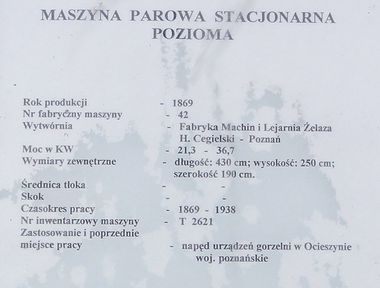 MASZYNA PAROWA STACJONARNA
POZIOMA
Rok produkcji - 1869
Nr fabryczny maszyny - 42
Wytwórnia - Fabryka Machin i Lejarnia Żelaza
H. Cegielski - Poznań
Moc w KW - 21,3 - 36,7
Wymiary zewnętrzne - długość: 430 cm; wysokość: 250 cm;
szerokość 190 cm.
Średnica tłoka - -
Skok - -
Czasokres pracy - 1869 - 1938
Nr inwentarzowy maszyny - T 2621
Zastosowanie i poprzednie
miejsce pracy - napęd urządzeń gorzelni w Ocieszynie
woj. poznańskie